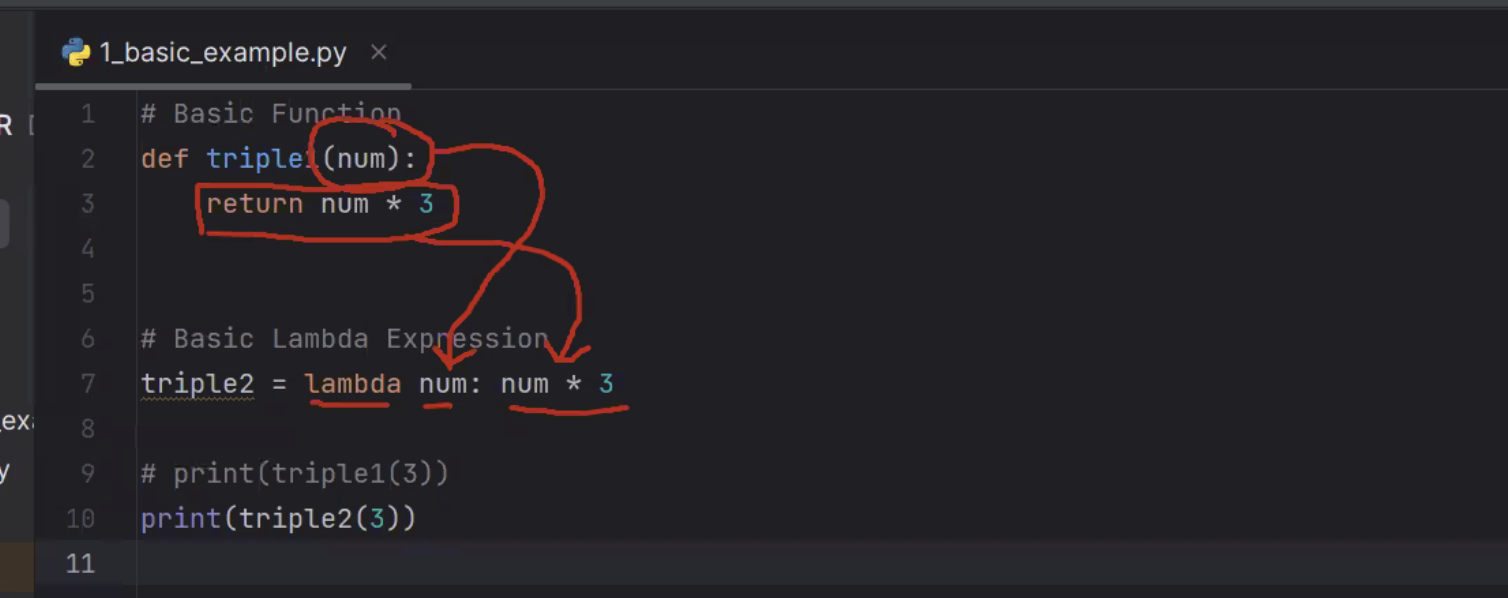 1_basic_example.py ×
R
1 # Basic Function
2 def triple1(num):
3 return num * 3
4
5
6 # Basic Lambda Expression
7 triple2 = lambda num: num * 3
_exa
8
y
9 # print(triple1(3))
10 print(triple2(3))
11